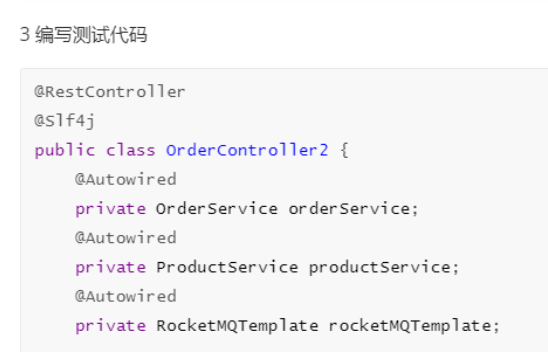 3 编写测试代码
@RestController
@Slf4j
public class OrderController2 {
@Autowired
private OrderService orderService;
@Autowired
private ProductService productService;
@Autowired
private RocketMQTemplate rocketMQTemplate;